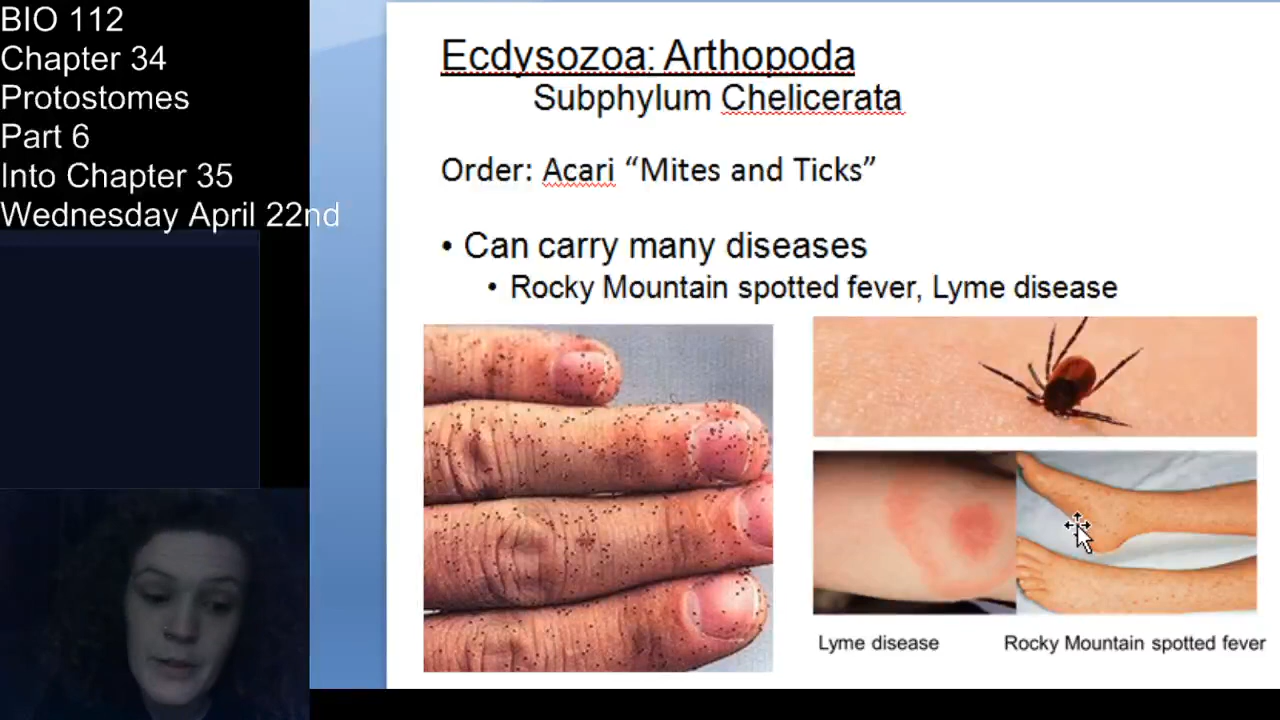 BIO 112
Chapter 34
Protostomes
Part 6
Into Chapter 35
Wednesday April 22nd
Ecdysozoa: Arthopoda
Subphylum Chelicerata
Order: Acari “Mites and Ticks”
• Can carry many diseases
• Rocky Mountain spotted fever, Lyme disease
Lyme disease
Rocky Mountain spotted fever